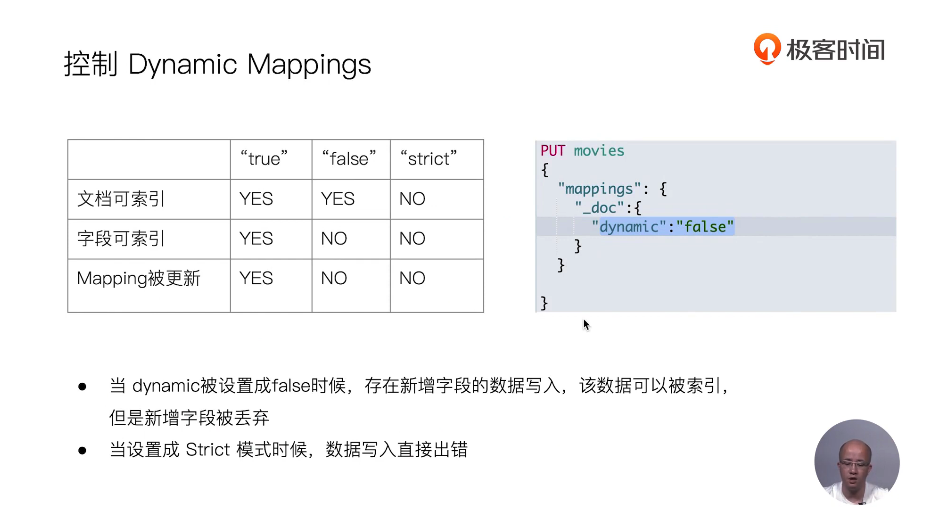 极客时间
控制 Dynamic Mappings
“true” “false” “strict”
文档可索引 YES YES NO
字段可索引 YES NO NO
Mapping被更新 YES NO NO
PUT movies
{
"mappings": {
"_doc":{
"dynamic":"false"
}
}
}
● 当 dynamic被设置成false时候，存在新增字段的数据写入，该数据可以被索引，
但是新增字段被丢弃
● 当设置成 Strict 模式时候，数据写入直接出错